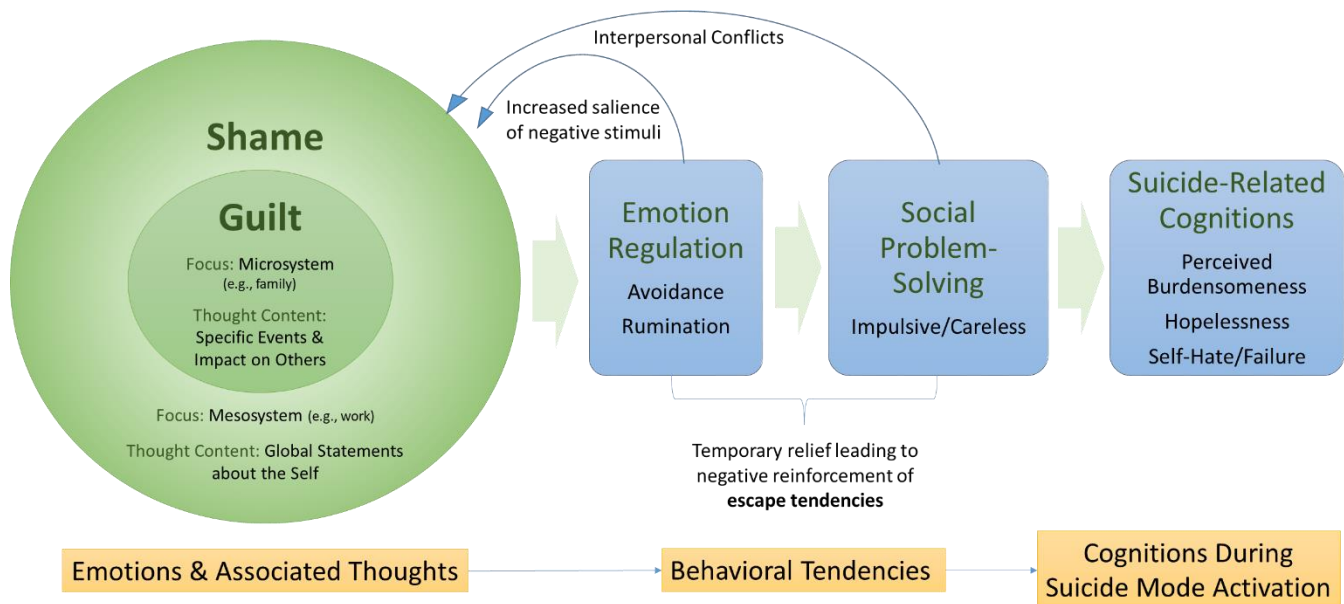 Interpersonal Conflicts
Increased salience
of negative stimuli
Shame
Guilt
Focus: Microsystem
(e.g., family)
Thought Content:
Specific Events &
Impact on Others
Focus: Mesosystem (e.g., work)
Thought Content: Global Statements
about the Self
Emotion
Regulation
Avoidance
Rumination
Social
Problem-
Solving
Impulsive/Careless
Suicide-Related
Cognitions
Perceived
Burdensomeness
Hopelessness
Self-Hate/Failure
Temporary relief leading to
negative reinforcement of
escape tendencies
Emotions & Associated Thoughts
Behavioral Tendencies
Cognitions During
Suicide Mode Activation